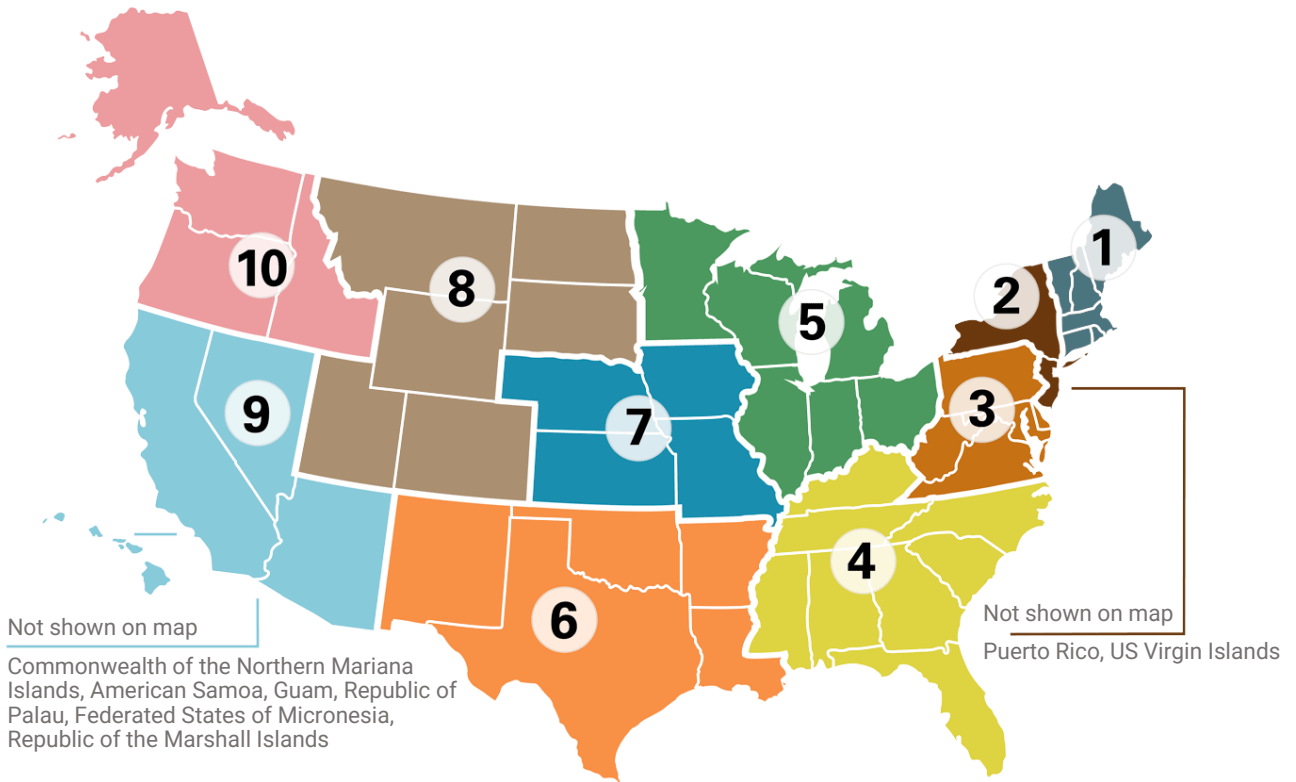 1
2
10
8
5
3
9
7
4
6
Not shown on map
Commonwealth of the Northern Mariana
Islands, American Samoa, Guam, Republic of
Palau, Federated States of Micronesia,
Republic of the Marshall Islands
Not shown on map
Puerto Rico, US Virgin Islands